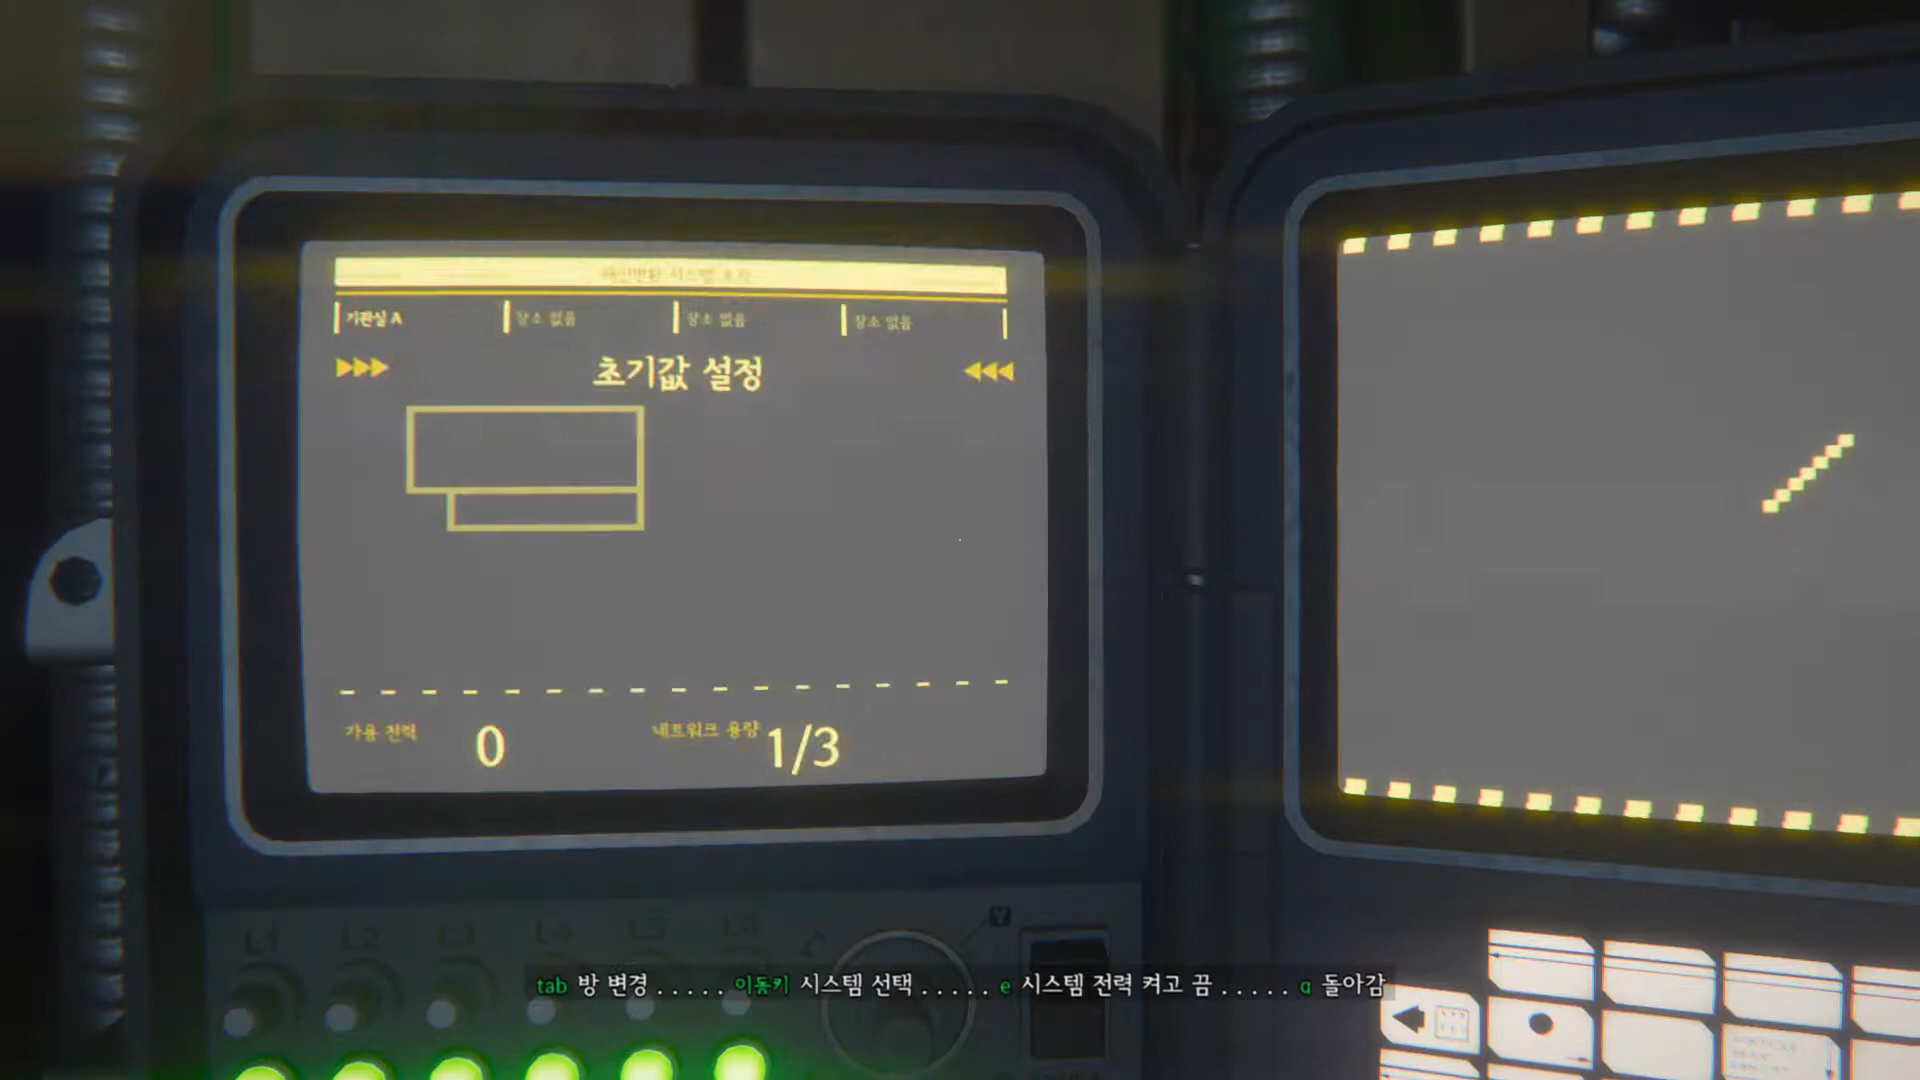 기관실 A
장소 없음
장소 없음
장소 없음
초기값 설정
가용 전력 0
네트워크 용량 1/3
tab 방 변경 ..... 이동키 시스템 선택 ..... e 시스템 전력 켜고 끔 ..... q 돌아감